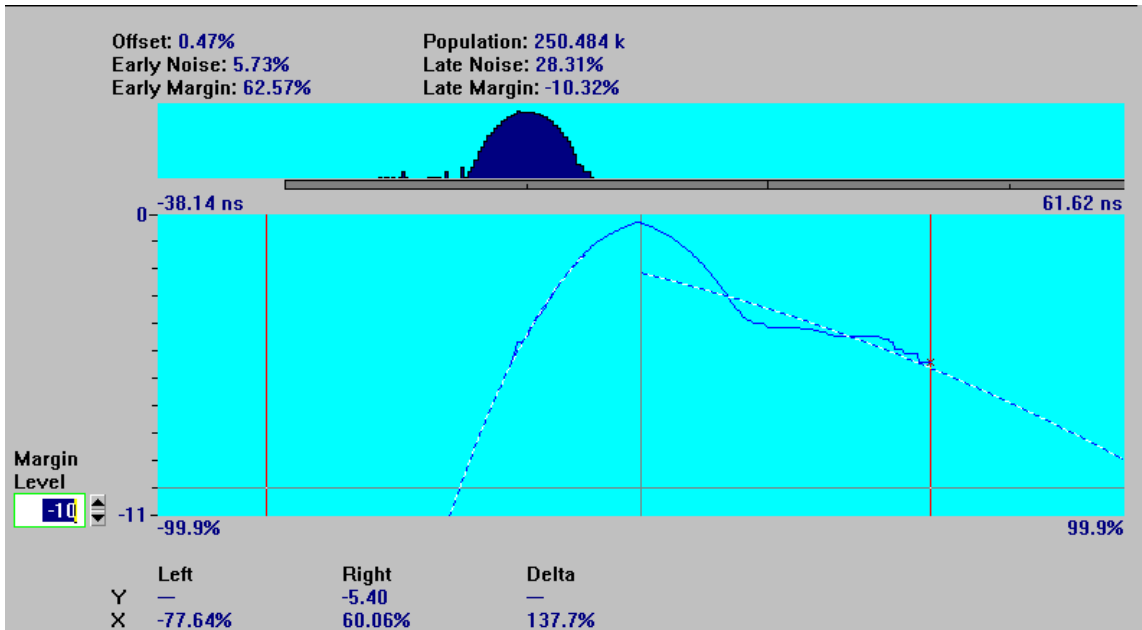 Offset: 0.47% Population: 250.484 k
Early Noise: 5.73% Late Noise: 28.31%
Early Margin: 62.57% Late Margin: -10.32%
-38.14 ns 61.62 ns
0
Margin
Level
-10
-11
-99.9% 99.9%
Left Right Delta
Y — -5.40 —
X -77.64% 60.06% 137.7%